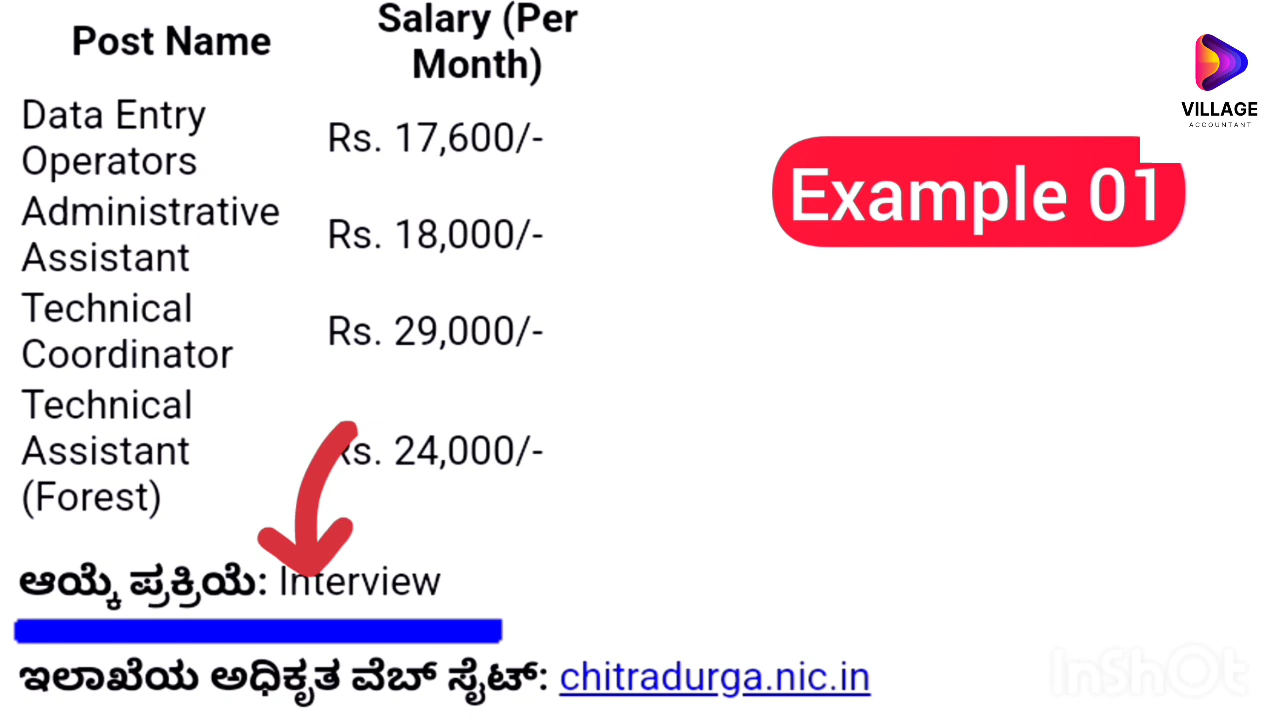 Post Name
Salary (Per
Month)
Data Entry
Operators
Rs. 17,600/-
Administrative
Assistant
Rs. 18,000/-
Technical
Coordinator
Rs. 29,000/-
Technical
Assistant
(Forest)
Rs. 24,000/-
ಆಯ್ಕೆ ಪ್ರಕ್ರಿಯೆ: Interview
ಇಲಾಖೆಯ ಅಧಿಕೃತ ವೆಬ್ ಸೈಟ್: chitradurga.nic.in
Example 01
VILLAGE
ACCOUNTANT
InShOt